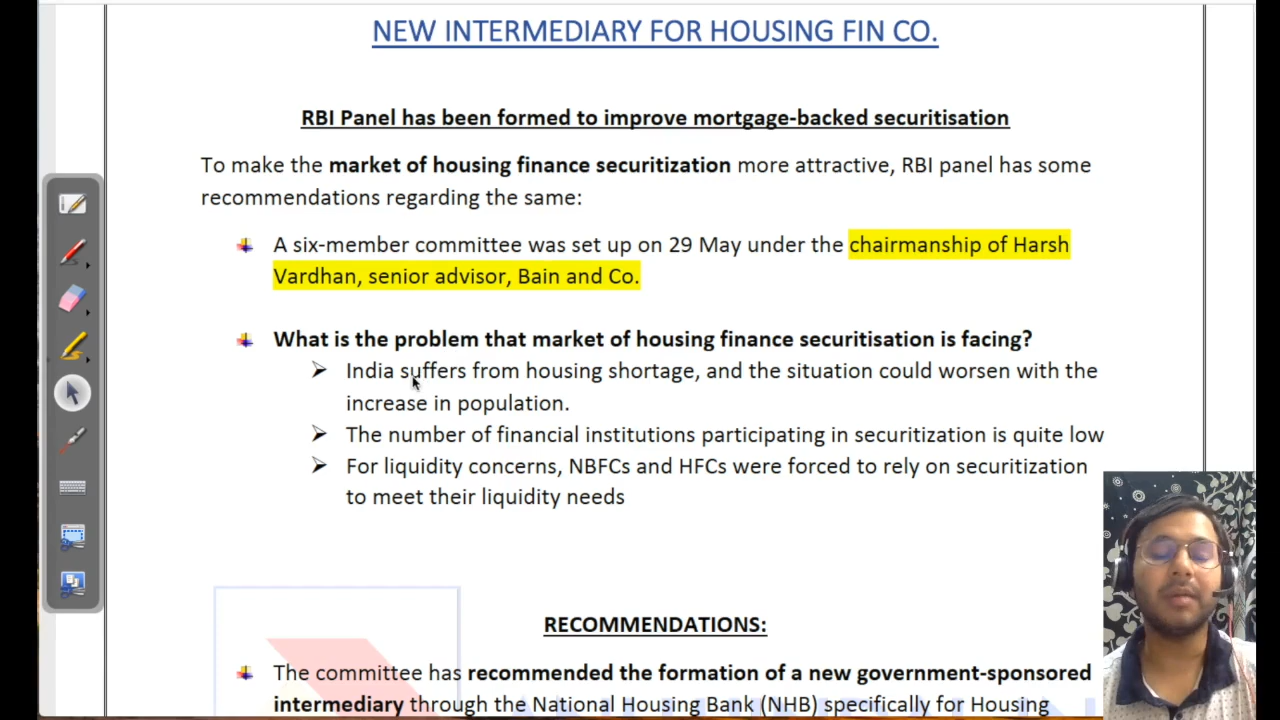 NEW INTERMEDIARY FOR HOUSING FIN CO.
RBI Panel has been formed to improve mortgage-backed securitisation
To make the market of housing finance securitization more attractive, RBI panel has some
recommendations regarding the same:
A six-member committee was set up on 29 May under the chairmanship of Harsh
Vardhan, senior advisor, Bain and Co.
What is the problem that market of housing finance securitisation is facing?
India suffers from housing shortage, and the situation could worsen with the
increase in population.
The number of financial institutions participating in securitization is quite low
For liquidity concerns, NBFCs and HFCs were forced to rely on securitization
to meet their liquidity needs
RECOMMENDATIONS:
The committee has recommended the formation of a new government-sponsored
intermediary through the National Housing Bank (NHB) specifically for Housing